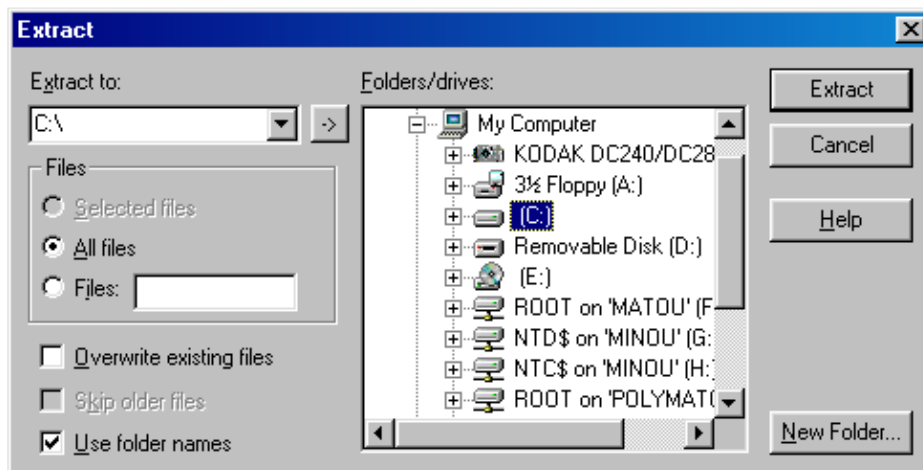 Extract
Extract to:
C:\
->
Files
Selected files
All files
Files:
Overwrite existing files
Skip older files
Use folder names
Folders/drives:
My Computer
KODAK DC240/DC28
3½ Floppy (A:)
(C:)
Removable Disk (D:)
(E:)
ROOT on 'MATOU' (F
NTD$ on 'MINOU' (G:
NTC$ on 'MINOU' (H:
ROOT on 'POLYMATO
Extract
Cancel
Help
New Folder...